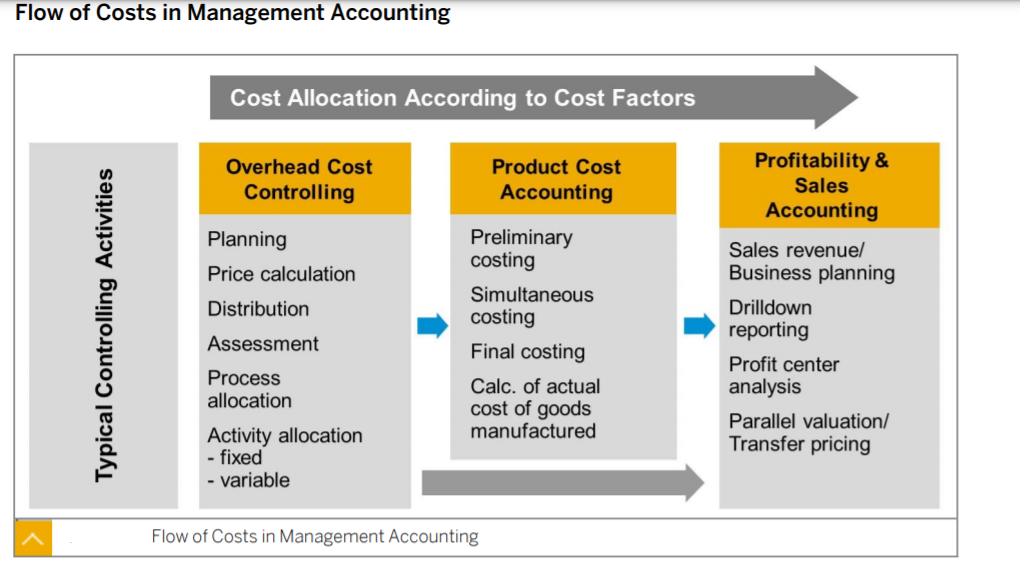 Flow of Costs in Management Accounting
Cost Allocation According to Cost Factors
Typical Controlling Activities
Overhead Cost
Controlling
Planning
Price calculation
Distribution
Assessment
Process
allocation
Activity allocation
- fixed
- variable
Product Cost
Accounting
Preliminary
costing
Simultaneous
costing
Final costing
Calc. of actual
cost of goods
manufactured
Profitability &
Sales
Accounting
Sales revenue/
Business planning
Drilldown
reporting
Profit center
analysis
Parallel valuation/
Transfer pricing
Flow of Costs in Management Accounting